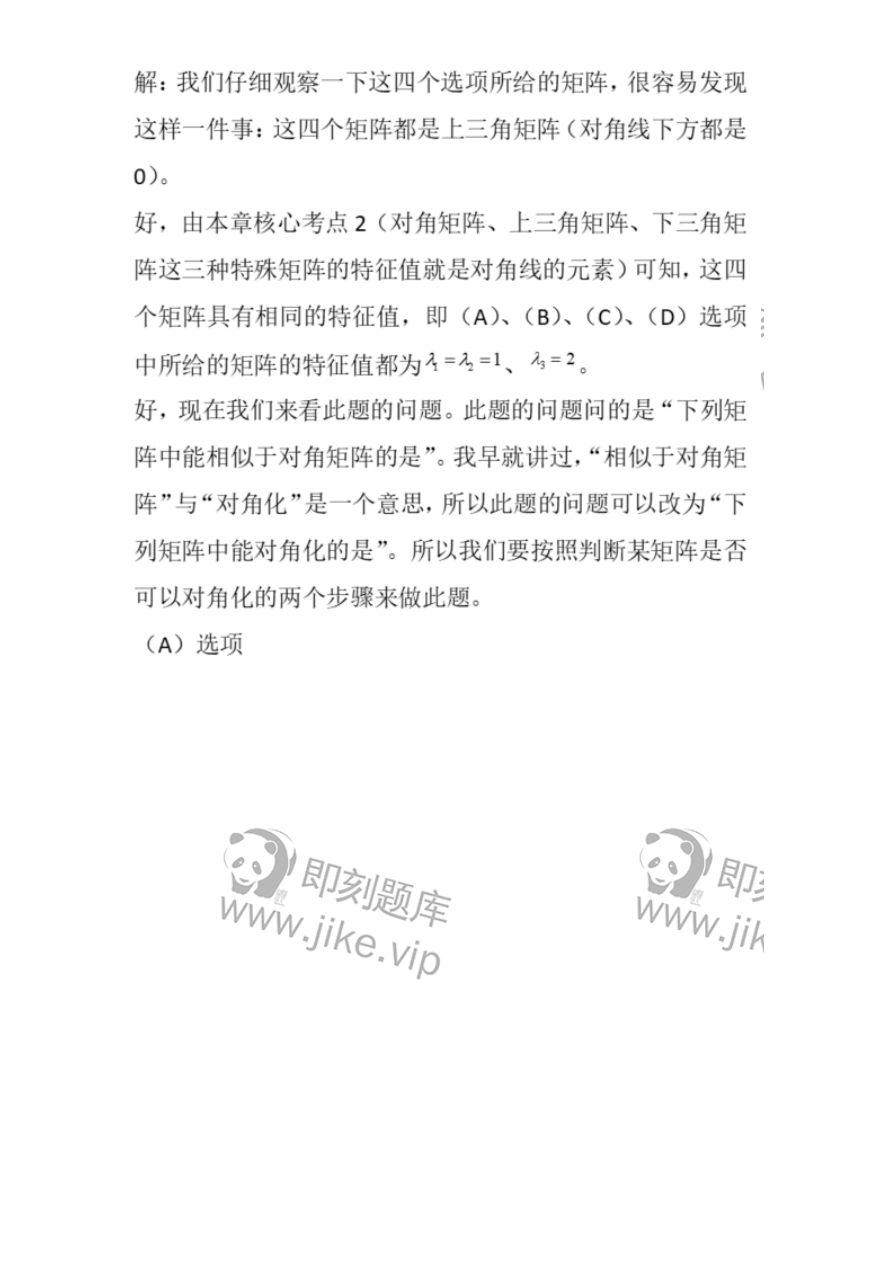 解：我们仔细观察一下这四个选项所给的矩阵，很容易发现
这样一件事：这四个矩阵都是上三角矩阵（对角线下方都是
0）。
好，由本章核心考点 2（对角矩阵、上三角矩阵、下三角矩
阵这三种特殊矩阵的特征值就是对角线的元素）可知，这四
个矩阵具有相同的特征值，即（A）、（B）、（C）、（D）选项
中所给的矩阵的特征值都为 λ₁ = λ₂ = 1、 λ₃ = 2 。
好，现在我们来看此题的问题。此题的问题问的是“下列矩
阵中能相似于对角矩阵的是”。我早就讲过，“相似于对角矩
阵”与“对角化”是一个意思，所以此题的问题可以改为“下
列矩阵中能对角化的是”。所以我们要按照判断某矩阵是否
可以对角化的两个步骤来做此题。
（A）选项
即刻题库
www.jike.vip
即
www.jik